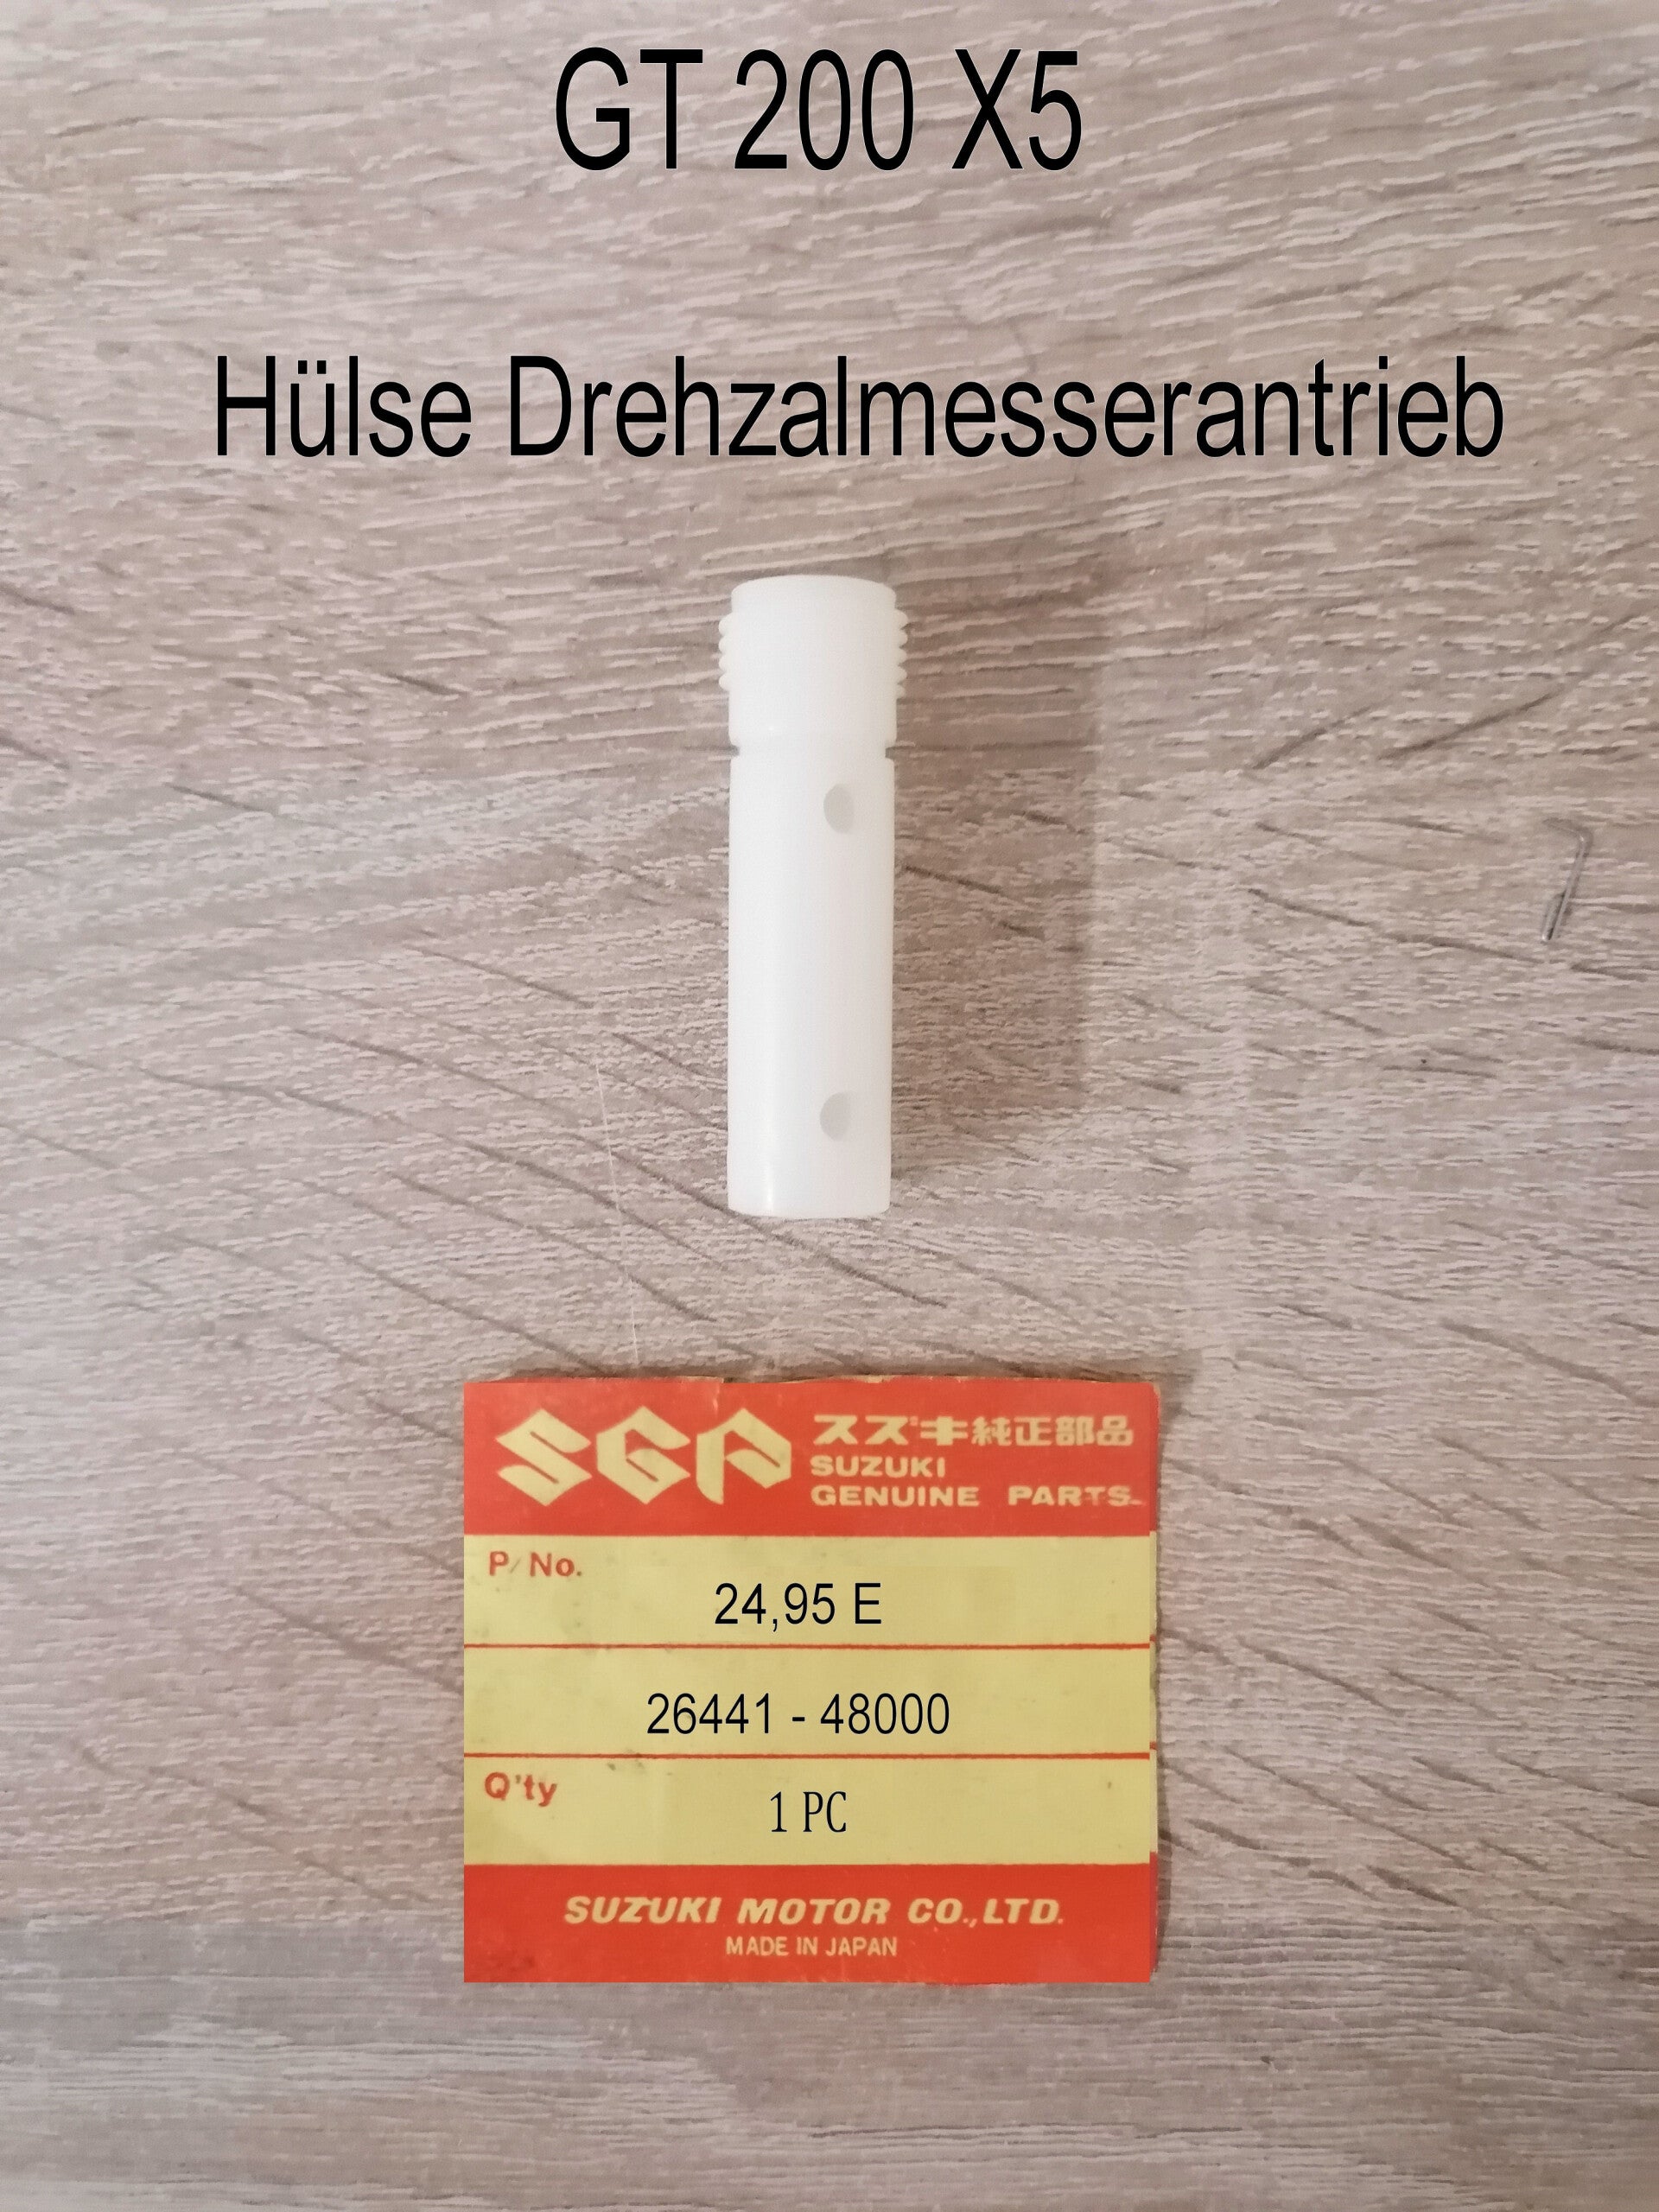 GT 200 X5
Hülse Drehzalmesserantrieb
SGP スズキ純正部品
SUZUKI
GENUINE PARTS
P/No.
24,95 E
26441 - 48000
Q'ty
1 PC
SUZUKI MOTOR CO.,LTD.
MADE IN JAPAN